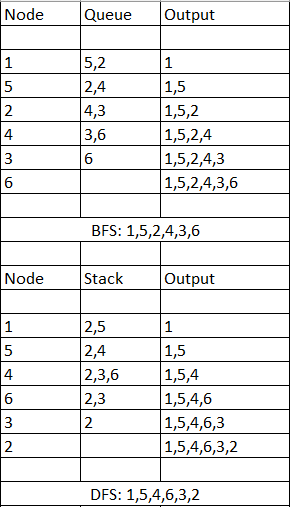 Node Queue Output
1 5,2 1
5 2,4 1,5
2 4,3 1,5,2
4 3,6 1,5,2,4
3 6 1,5,2,4,3
6 1,5,2,4,3,6
BFS: 1,5,2,4,3,6
Node Stack Output
1 2,5 1
5 2,4 1,5
4 2,3,6 1,5,4
6 2,3 1,5,4,6
3 2 1,5,4,6,3
2 1,5,4,6,3,2
DFS: 1,5,4,6,3,2